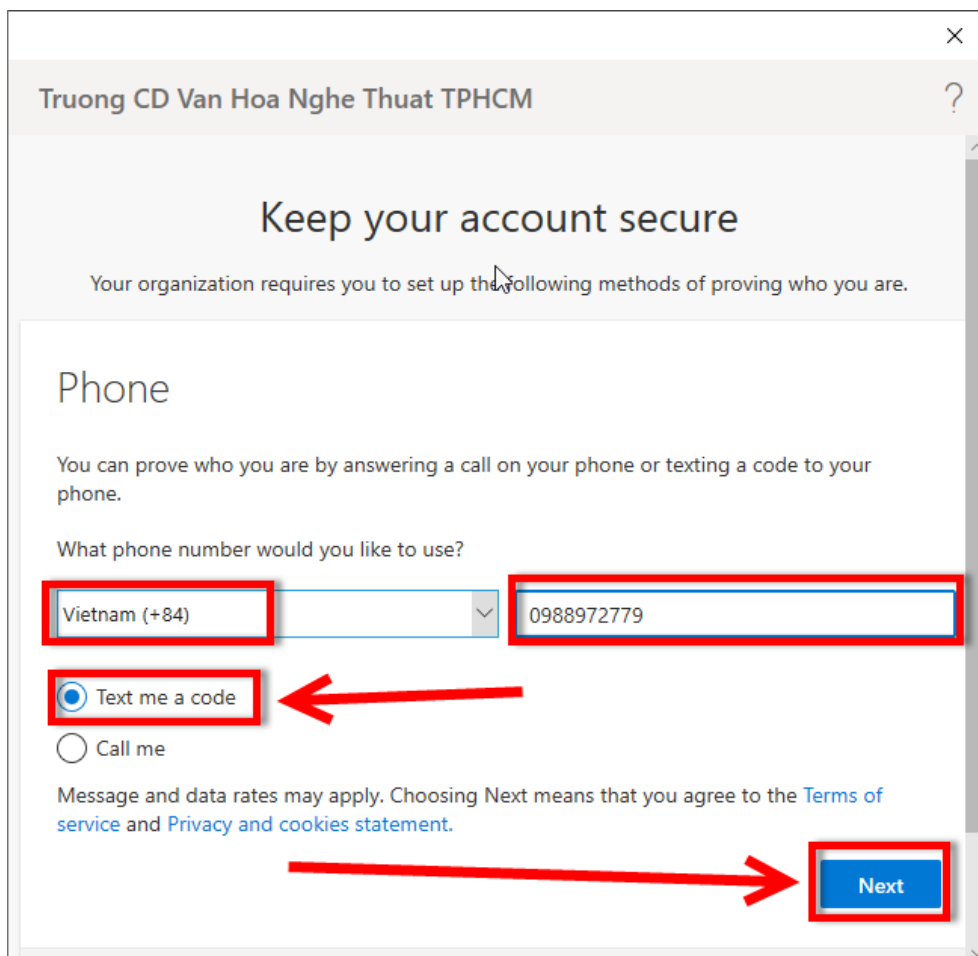 Truong CD Van Hoa Nghe Thuat TPHCM
?
Keep your account secure
Your organization requires you to set up the following methods of proving who you are.
Phone
You can prove who you are by answering a call on your phone or texting a code to your
phone.
What phone number would you like to use?
Vietnam (+84)
0988972779
Text me a code
Call me
Message and data rates may apply. Choosing Next means that you agree to the Terms of
service and Privacy and cookies statement.
Next